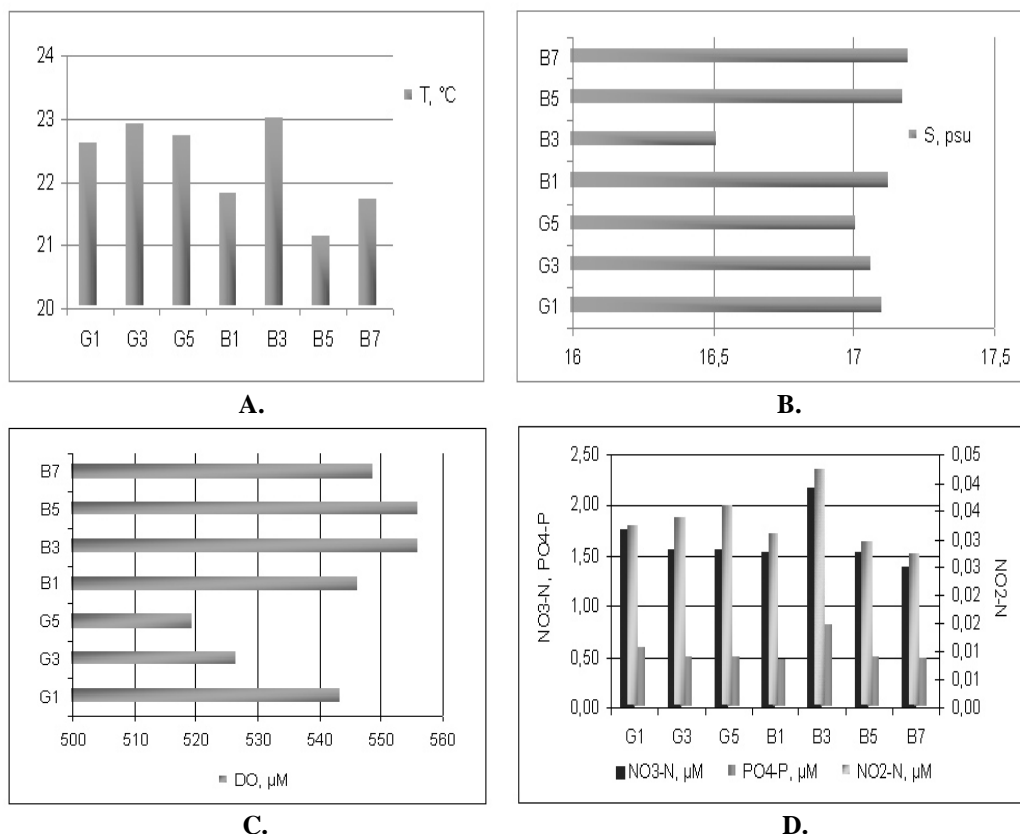 24
23
22
21
20
G1 G3 G5 B1 B3 B5 B7
T, °C
A.
B7
B5
B3
B1
G5
G3
G1
16 16,5 17 17,5
S, psu
B.
B7
B5
B3
B1
G5
G3
G1
500 510 520 530 540 550 560
DO, µM
C.
NO3-N, PO4-P
2,50
2,00
1,50
1,00
0,50
0,00
G1 G3 G5 B1 B3 B5 B7
0,05
0,04
0,04
0,03
0,03
0,02
0,02
0,01
0,01
0,00
NO2-N
NO3-N, µM PO4-P, µM NO2-N, µM
D.